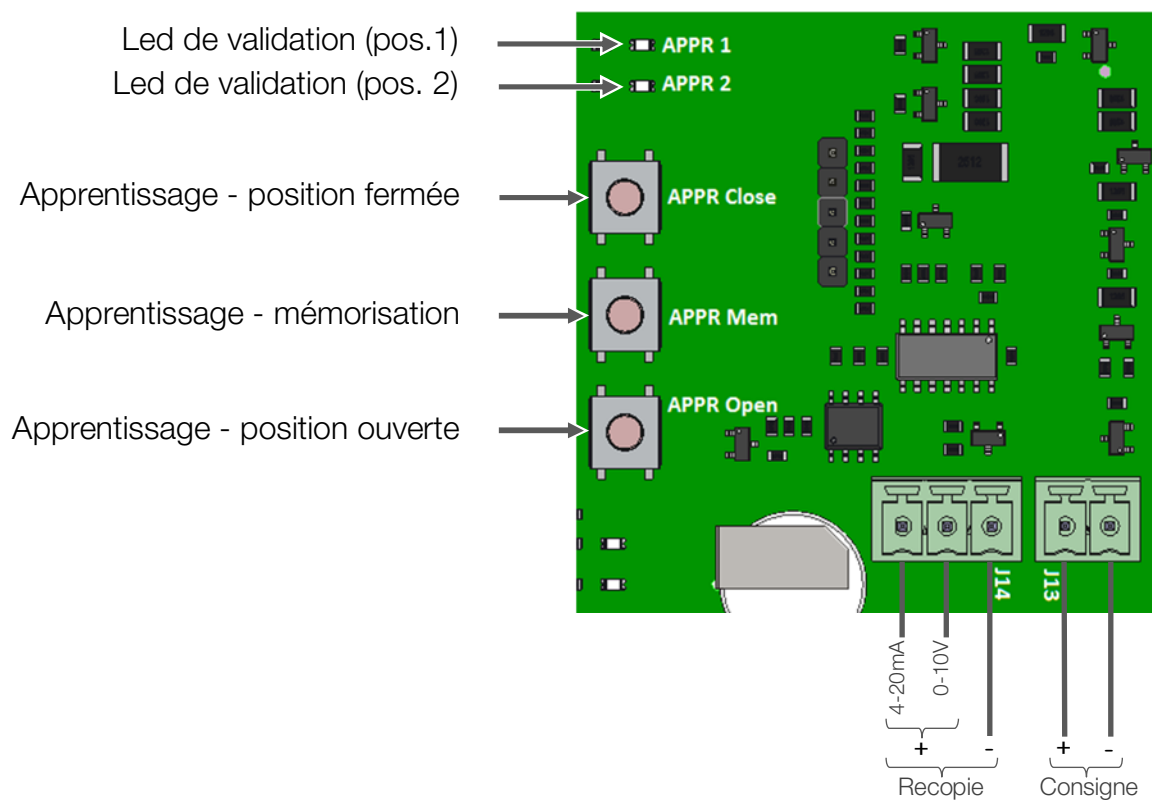 Led de validation (pos.1)
APPR 1
Led de validation (pos. 2)
APPR 2
Apprentissage - position fermée
APPR Close
2612
Apprentissage - mémorisation
APPR Mem
Apprentissage - position ouverte
APPR Open
J14
J13
4-20mA
0-10V
+ - + -
Recopie Consigne